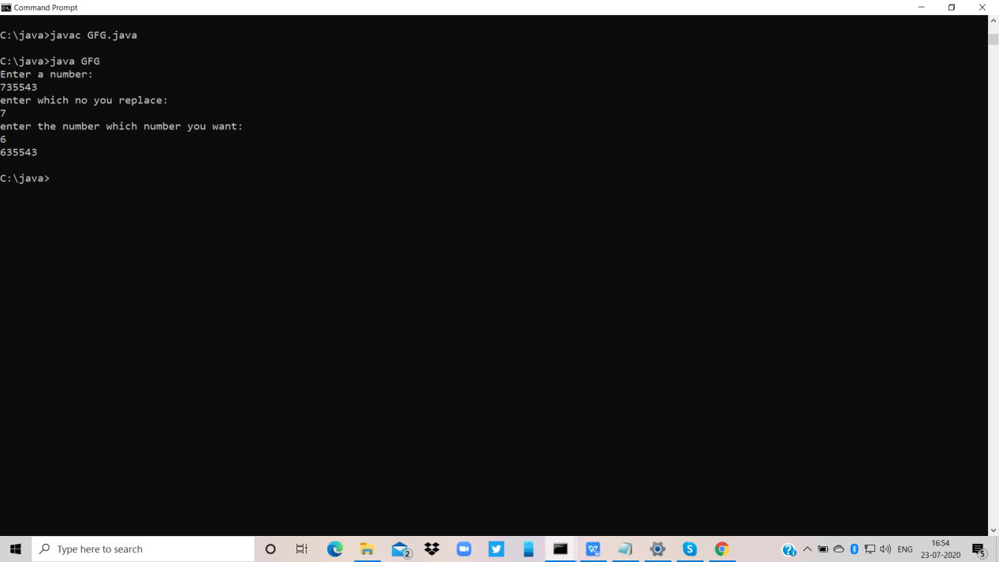 Command Prompt
C:\java>javac GFG.java
C:\java>java GFG
Enter a number:
735543
enter which no you replace:
7
enter the number which number you want:
6
635543
C:\java>
Type here to search
2
ENG
16:54
23-07-2020
5